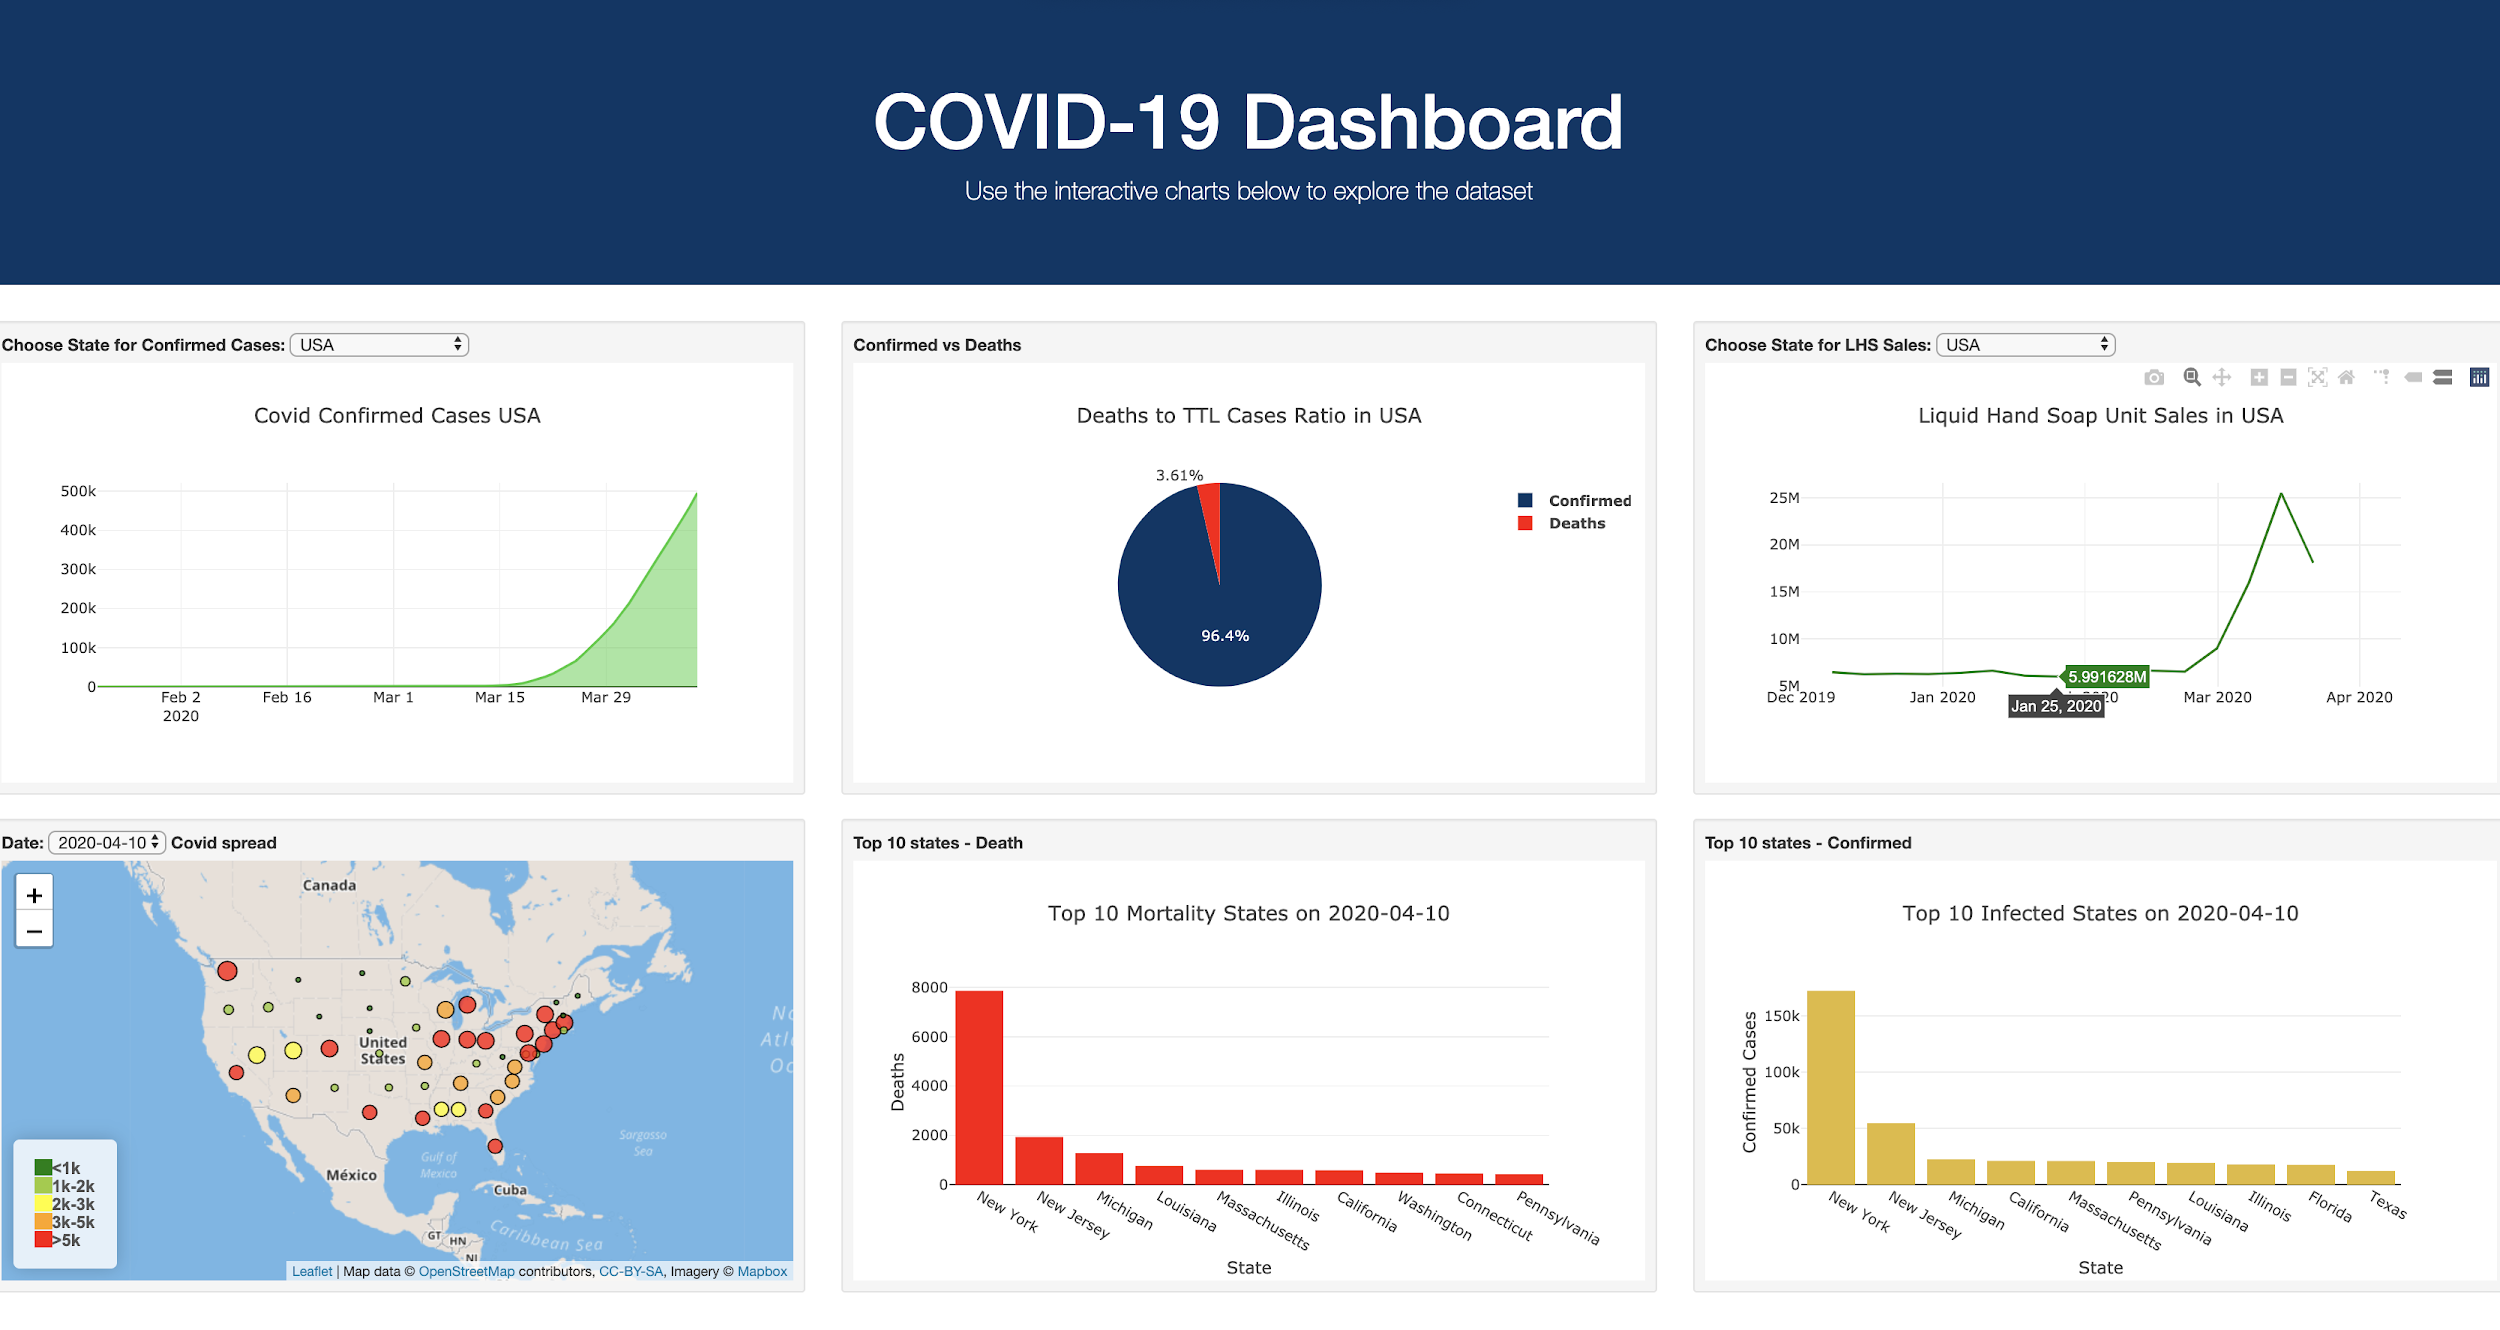 COVID-19 Dashboard
Use the interactive charts below to explore the dataset
Choose State for Confirmed Cases: USA
Covid Confirmed Cases USA
500k
400k
300k
200k
100k
0
Feb 2 Feb 16 Mar 1 Mar 15 Mar 29
2020
Confirmed vs Deaths
Deaths to TTL Cases Ratio in USA
3.61%
96.4%
Confirmed
Deaths
Choose State for LHS Sales: USA
Liquid Hand Soap Unit Sales in USA
25M
20M
15M
10M
5M
5.991628M
Dec 2019 Jan 2020 2020 Mar 2020 Apr 2020
Jan 25, 2020
Date: 2020-04-10 Covid spread
+
−
Canada
United
States
México
Gulf of
Mexico
Cuba
Sargasso
Sea
Caribbean Sea
GT
HN
NI
<1k
1k-2k
2k-3k
3k-5k
>5k
Leaflet | Map data © OpenStreetMap contributors, CC-BY-SA, Imagery © Mapbox
Top 10 states - Death
Top 10 Mortality States on 2020-04-10
Deaths
8000
6000
4000
2000
0
New York
New Jersey
Michigan
Louisiana
Massachusetts
Illinois
California
Washington
Connecticut
Pennsylvania
State
Top 10 states - Confirmed
Top 10 Infected States on 2020-04-10
Confirmed Cases
150k
100k
50k
0
New York
New Jersey
Michigan
California
Massachusetts
Pennsylvania
Louisiana
Illinois
Florida
Texas
State